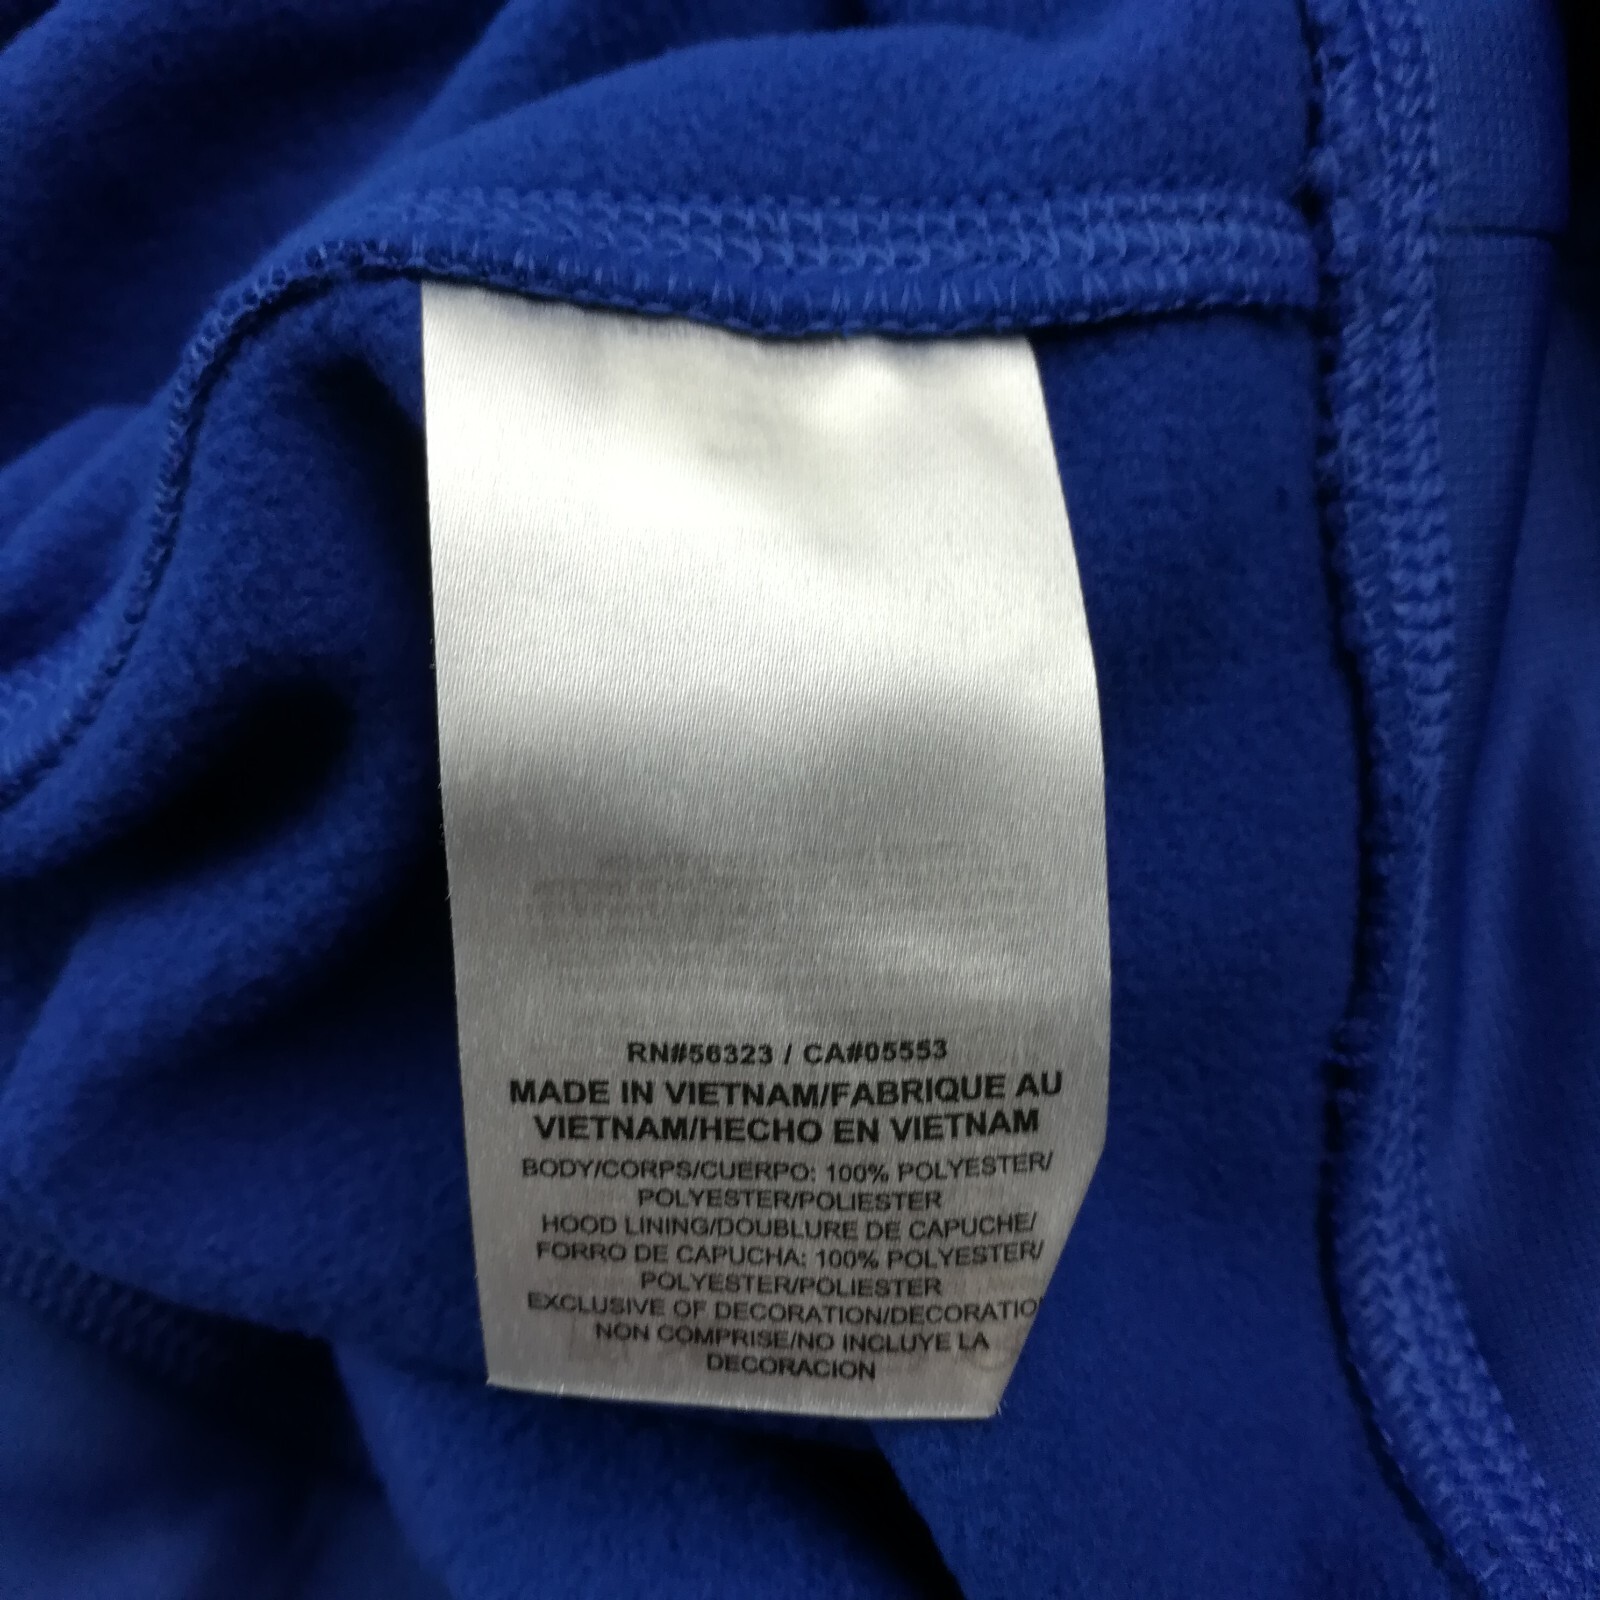 RN#56323 / CA#05553
MADE IN VIETNAM/FABRIQUE AU
VIETNAM/HECHO EN VIETNAM
BODY/CORPS/CUERPO: 100% POLYESTER/
POLYESTER/POLIESTER
HOOD LINING/DOUBLURE DE CAPUCHE/
FORRO DE CAPUCHA: 100% POLYESTER/
POLYESTER/POLIESTER
EXCLUSIVE OF DECORATION/DECORATIO
NON COMPRISE/NO INCLUYE LA
DECORACION